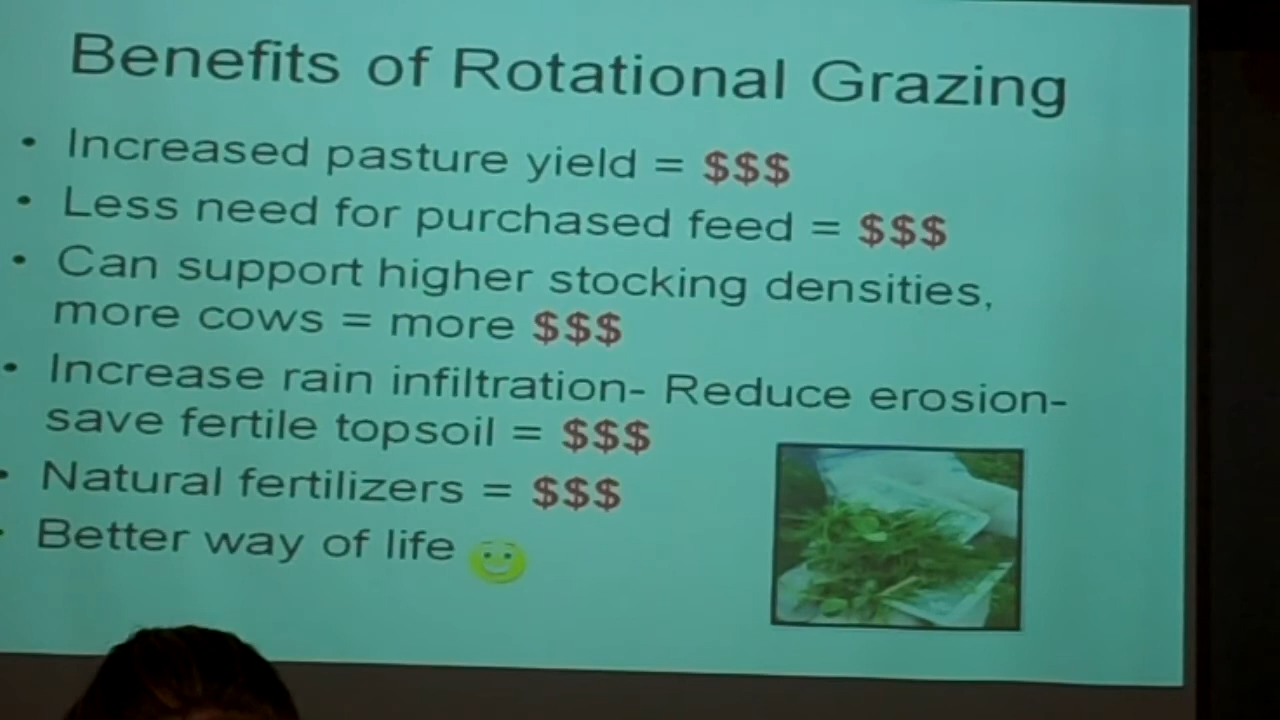 Benefits of Rotational Grazing
• Increased pasture yield = $$$
• Less need for purchased feed = $$$
• Can support higher stocking densities,
more cows = more $$$
• Increase rain infiltration- Reduce erosion-
save fertile topsoil = $$$
• Natural fertilizers = $$$
• Better way of life